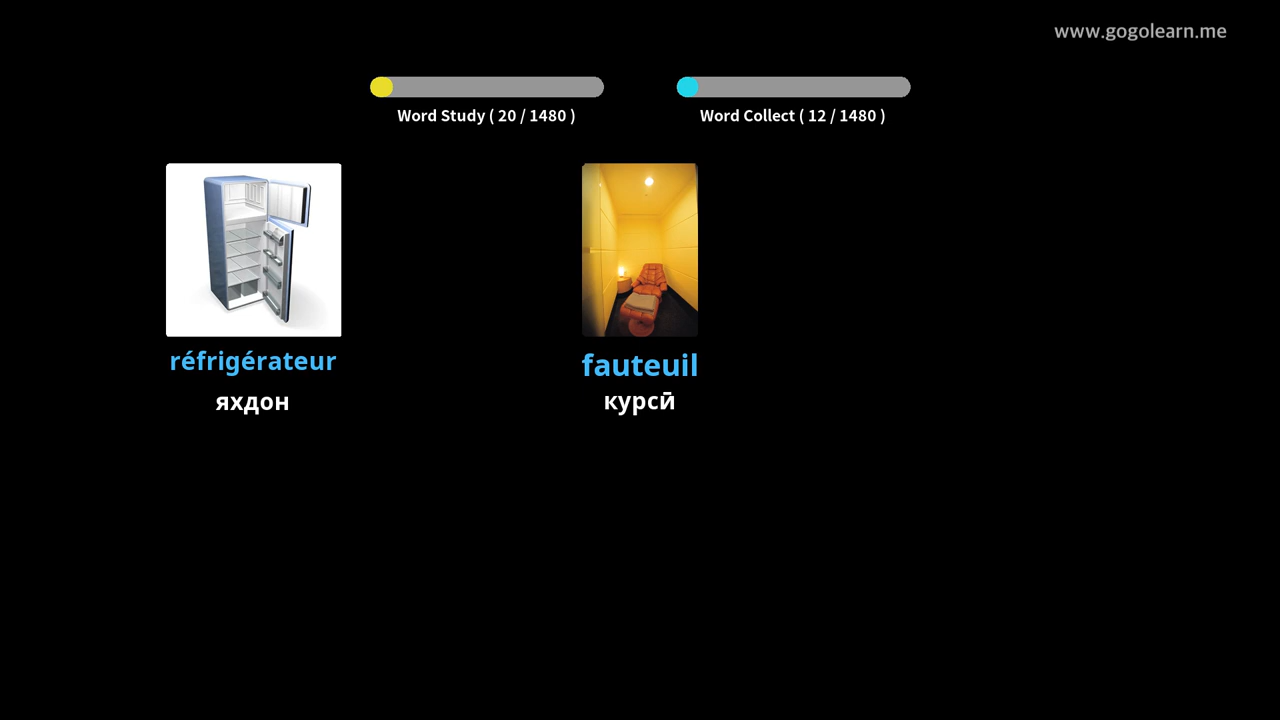 www.gogolearn.me
Word Study ( 20 / 1480 )
Word Collect ( 12 / 1480 )
réfrigérateur
fauteuil
яхдон
курсӣ